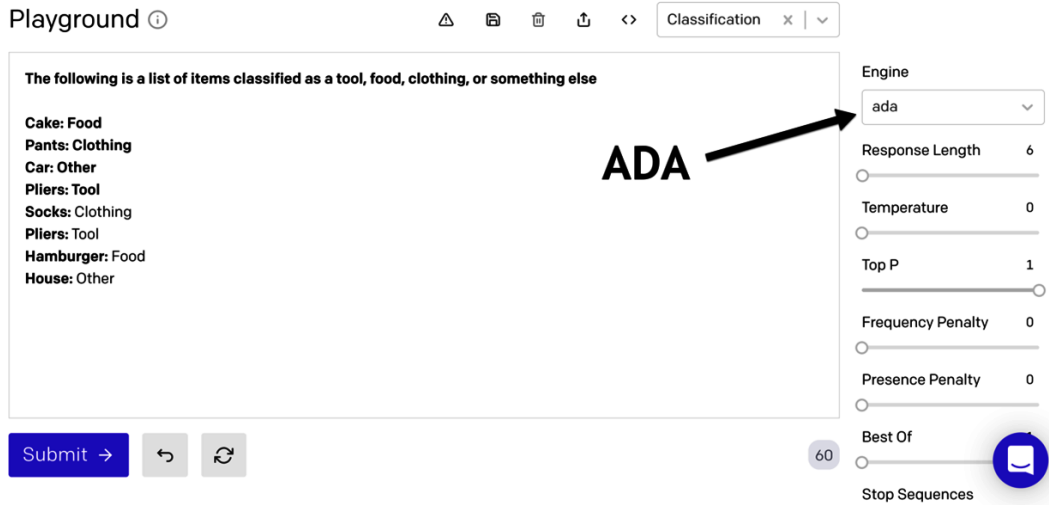 Playground
Classification
The following is a list of items classified as a tool, food, clothing, or something else
Cake: Food
Pants: Clothing
Car: Other
Pliers: Tool
Socks: Clothing
Pliers: Tool
Hamburger: Food
House: Other
ADA
Submit
60
Engine
ada
Response Length 6
Temperature 0
Top P 1
Frequency Penalty 0
Presence Penalty 0
Best Of
Stop Sequences